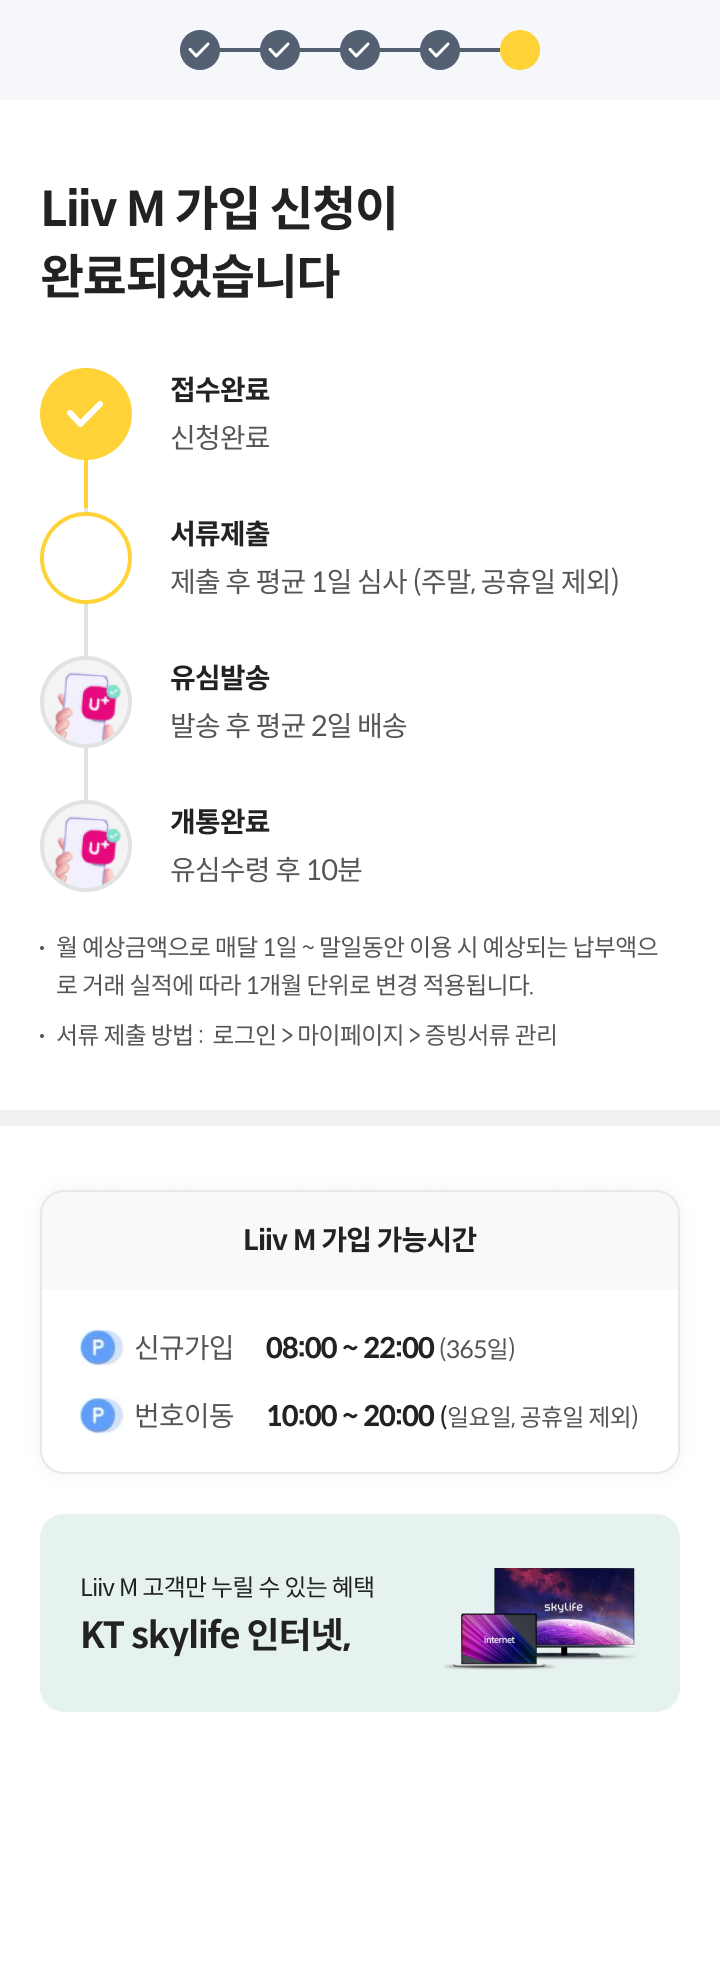 Liiv M 가입 신청이
완료되었습니다
접수완료
신청완료
서류제출
제출 후 평균 1일 심사 (주말, 공휴일 제외)
U+
유심발송
발송 후 평균 2일 배송
U+
개통완료
유심수령 후 10분
· 월 예상금액으로 매달 1일 ~ 말일동안 이용 시 예상되는 납부액으
로 거래 실적에 따라 1개월 단위로 변경 적용됩니다.
· 서류 제출 방법 : 로그인 > 마이페이지 > 증빙서류 관리
Liiv M 가입 가능시간
P 신규가입 08:00 ~ 22:00 (365일)
P 번호이동 10:00 ~ 20:00 (일요일, 공휴일 제외)
Liiv M 고객만 누릴 수 있는 혜택
KT skylife 인터넷,
skylife
internet